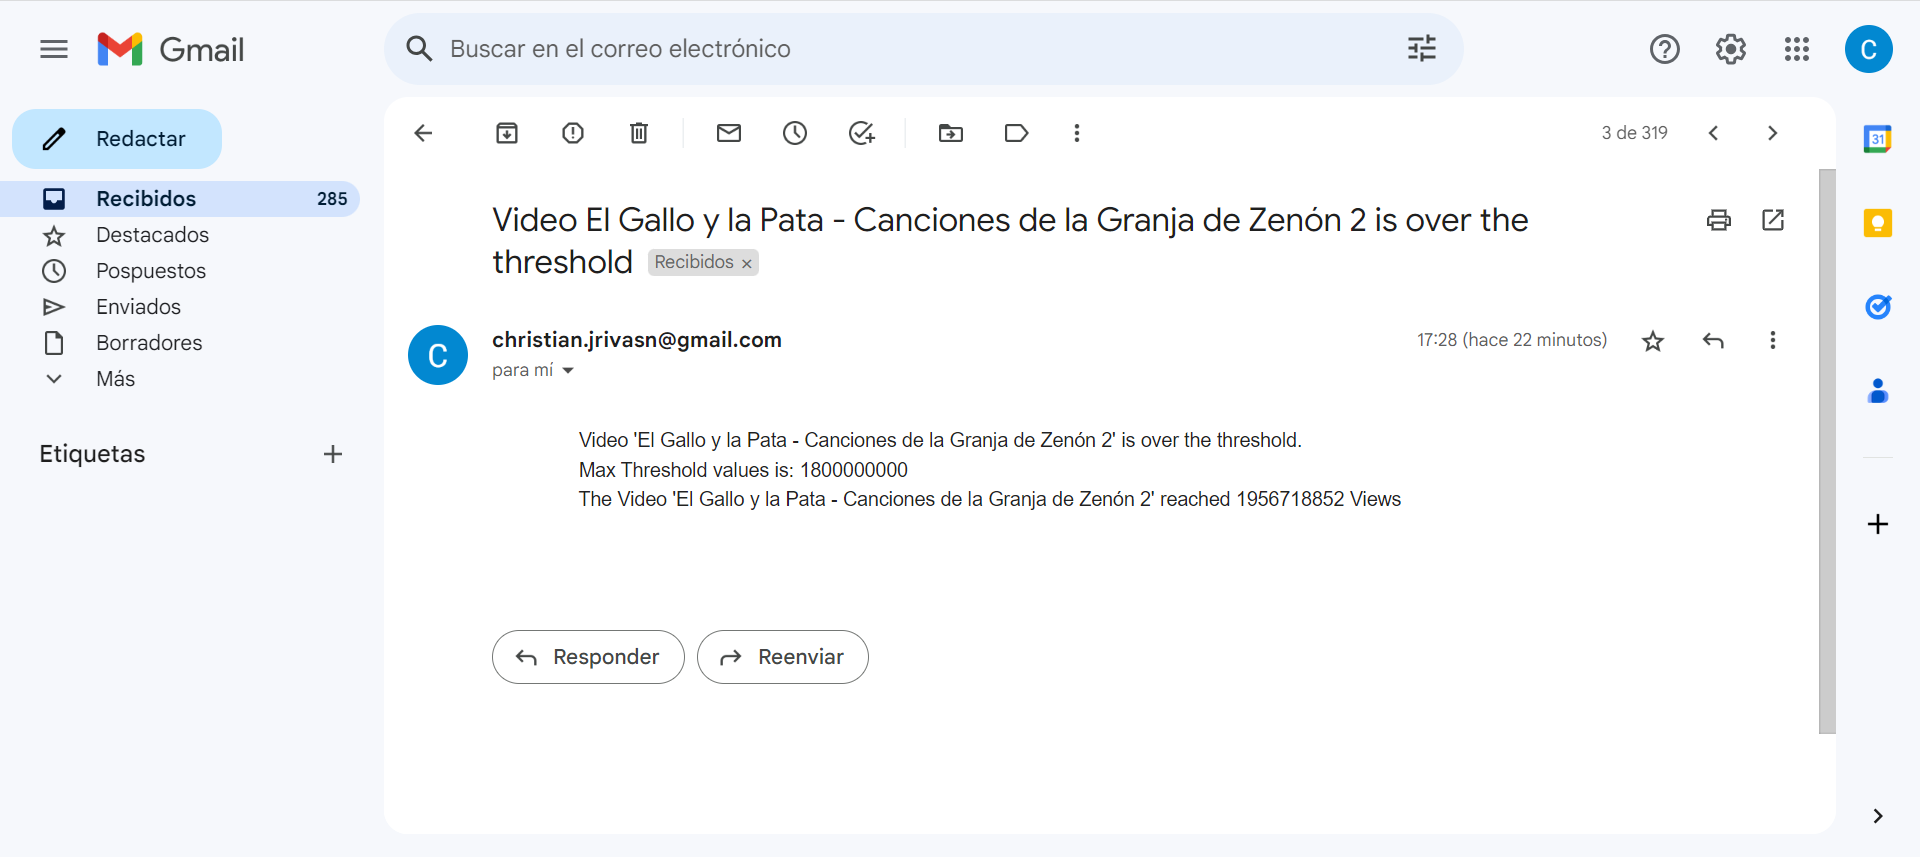 Gmail
Buscar en el correo electrónico
C
Redactar
3 de 319
31
Recibidos 285
Destacados
Pospuestos
Enviados
Borradores
Más
Etiquetas
Video El Gallo y la Pata - Canciones de la Granja de Zenón 2 is over the
threshold Recibidos ×
C
christian.jrivasn@gmail.com
17:28 (hace 22 minutos)
para mí
Video 'El Gallo y la Pata - Canciones de la Granja de Zenón 2' is over the threshold.
Max Threshold values is: 1800000000
The Video 'El Gallo y la Pata - Canciones de la Granja de Zenón 2' reached 1956718852 Views
Responder
Reenviar